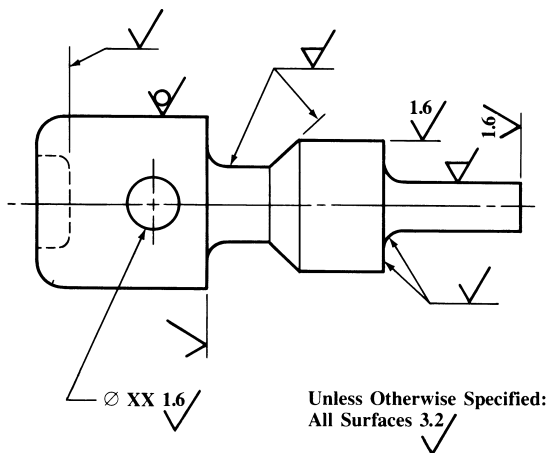 1.6
1.6
∅ XX 1.6
Unless Otherwise Specified:
All Surfaces 3.2